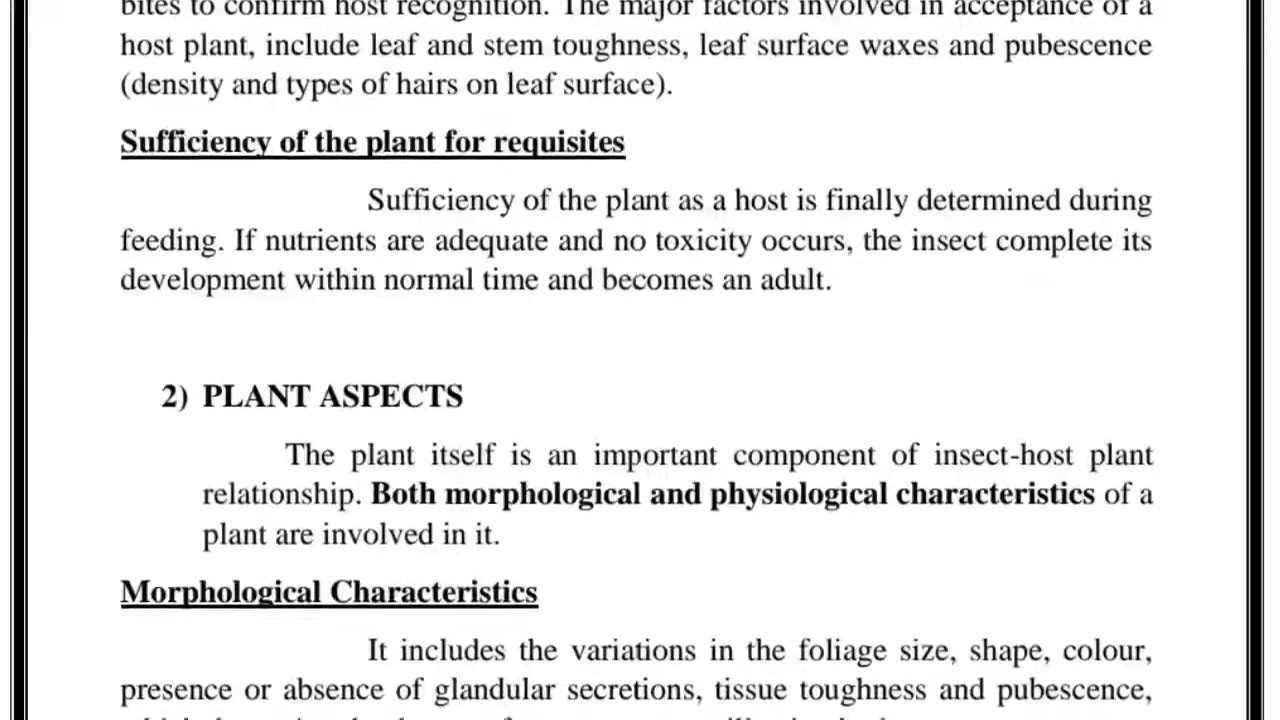 bites to confirm host recognition. The major factors involved in acceptance of a
host plant, include leaf and stem toughness, leaf surface waxes and pubescence
(density and types of hairs on leaf surface).
Sufficiency of the plant for requisites
Sufficiency of the plant as a host is finally determined during
feeding. If nutrients are adequate and no toxicity occurs, the insect complete its
development within normal time and becomes an adult.
2) PLANT ASPECTS
The plant itself is an important component of insect-host plant
relationship. Both morphological and physiological characteristics of a
plant are involved in it.
Morphological Characteristics
It includes the variations in the foliage size, shape, colour,
presence or absence of glandular secretions, tissue toughness and pubescence,